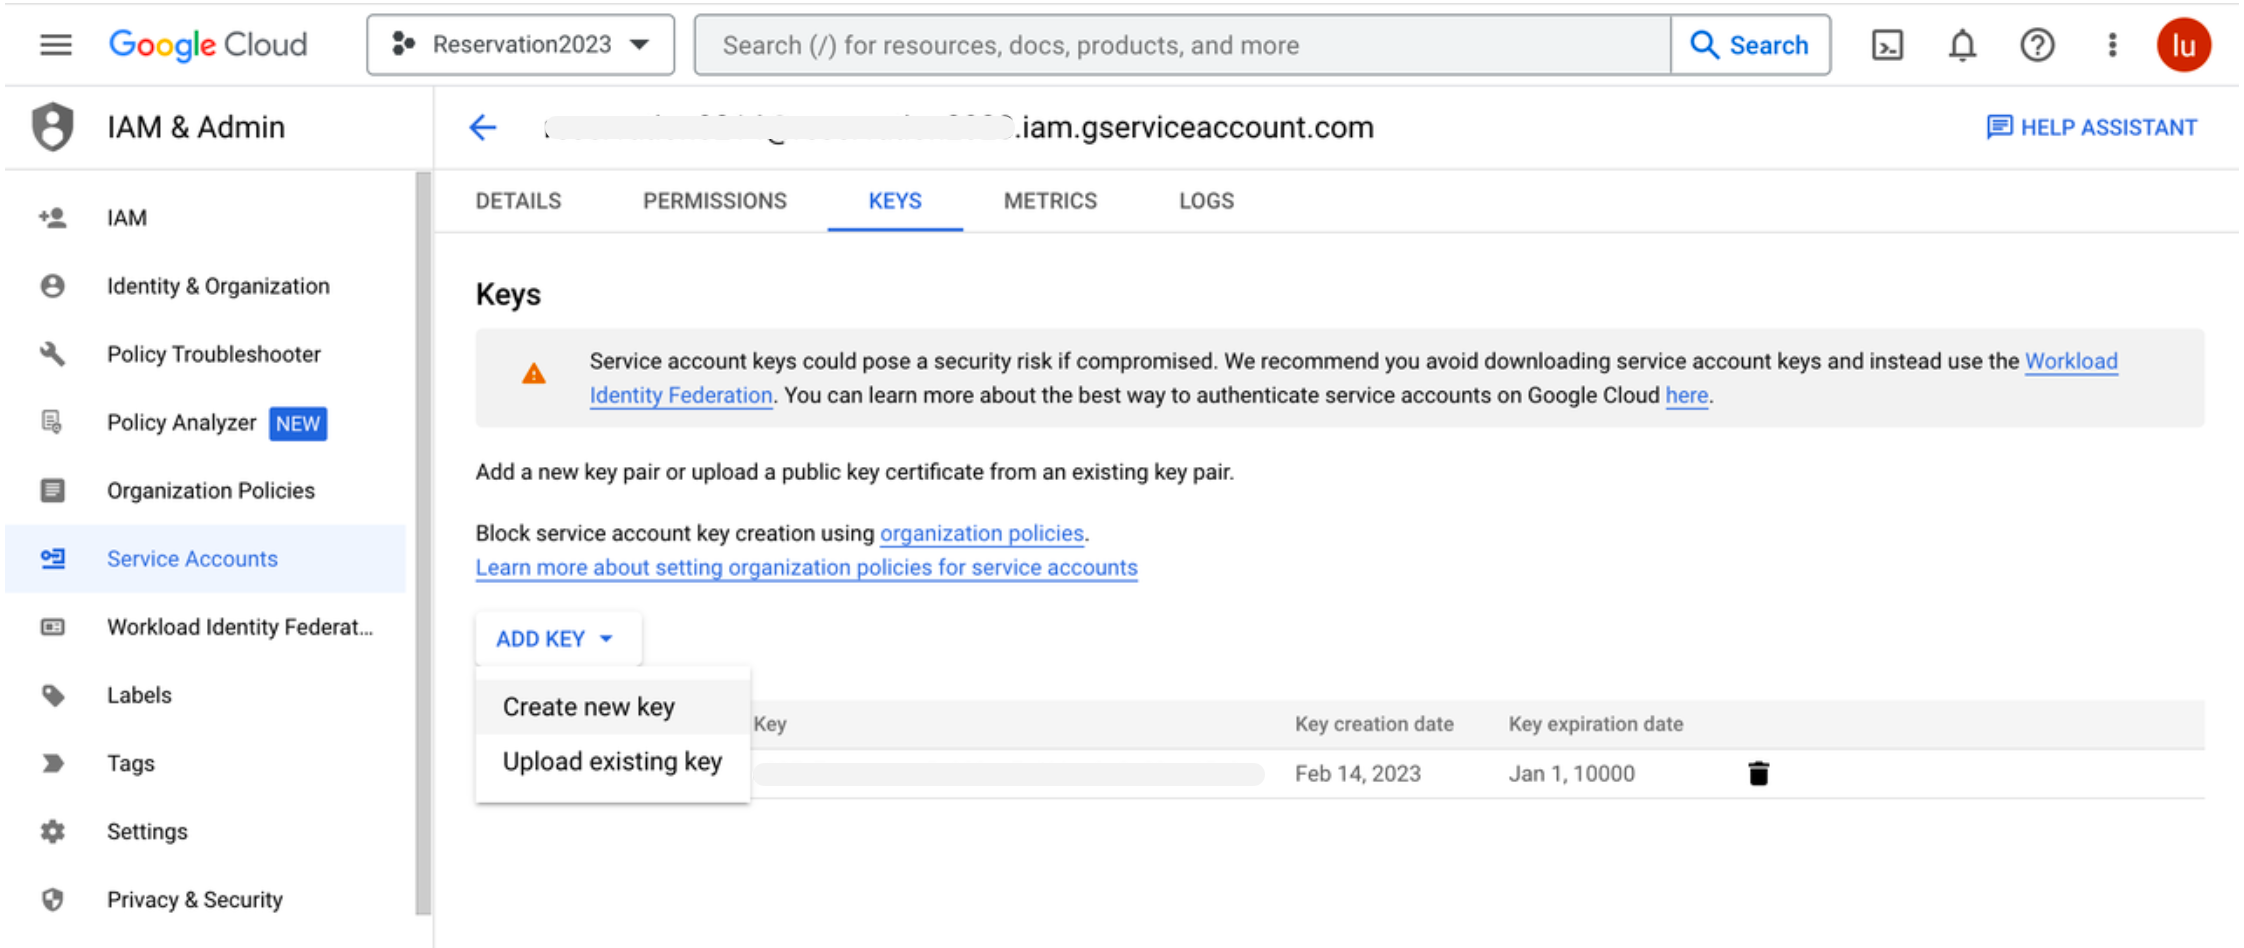 Google Cloud
Reservation2023
Search (/) for resources, docs, products, and more
Search
lu
IAM & Admin
.iam.gserviceaccount.com
HELP ASSISTANT
DETAILS
PERMISSIONS
KEYS
METRICS
LOGS
IAM
Identity & Organization
Policy Troubleshooter
Policy Analyzer NEW
Organization Policies
Service Accounts
Workload Identity Federat...
Labels
Tags
Settings
Privacy & Security
Keys
Service account keys could pose a security risk if compromised. We recommend you avoid downloading service account keys and instead use the Workload
Identity Federation. You can learn more about the best way to authenticate service accounts on Google Cloud here.
Add a new key pair or upload a public key certificate from an existing key pair.
Block service account key creation using organization policies.
Learn more about setting organization policies for service accounts
ADD KEY
Create new key
Upload existing key
Key
Key creation date
Key expiration date
Feb 14, 2023
Jan 1, 10000